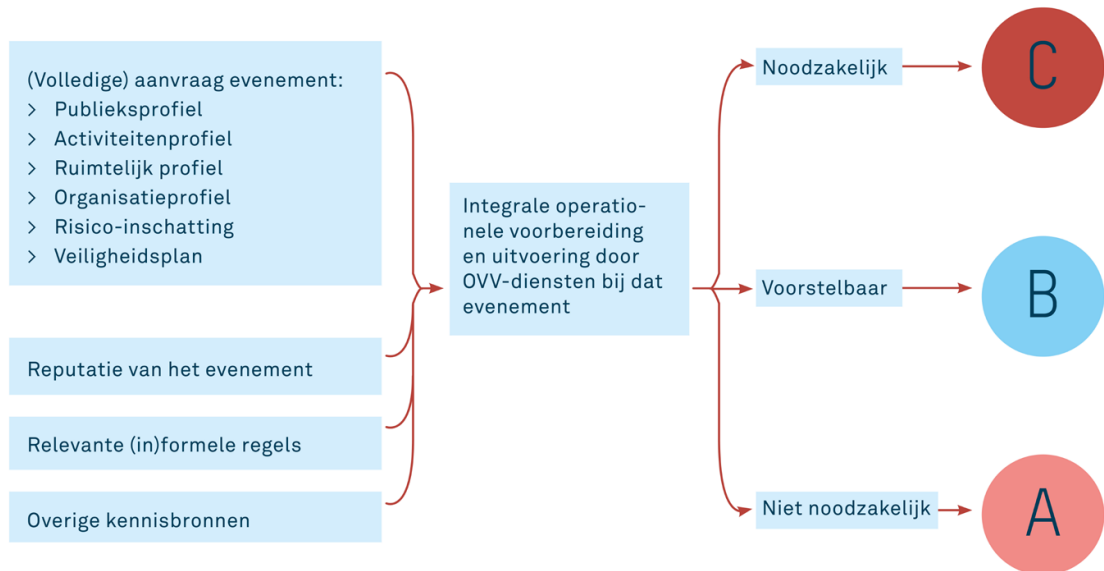 (Volledige) aanvraag evenement:
> Publieksprofiel
> Activiteitenprofiel
> Ruimtelijk profiel
> Organisatieprofiel
> Risico-inschatting
> Veiligheidsplan
Reputatie van het evenement
Relevante (in)formele regels
Overige kennisbronnen
Integrale operatio-
nele voorbereiding
en uitvoering door
OVV-diensten bij dat
evenement
Noodzakelijk
C
Voorstelbaar
B
Niet noodzakelijk
A